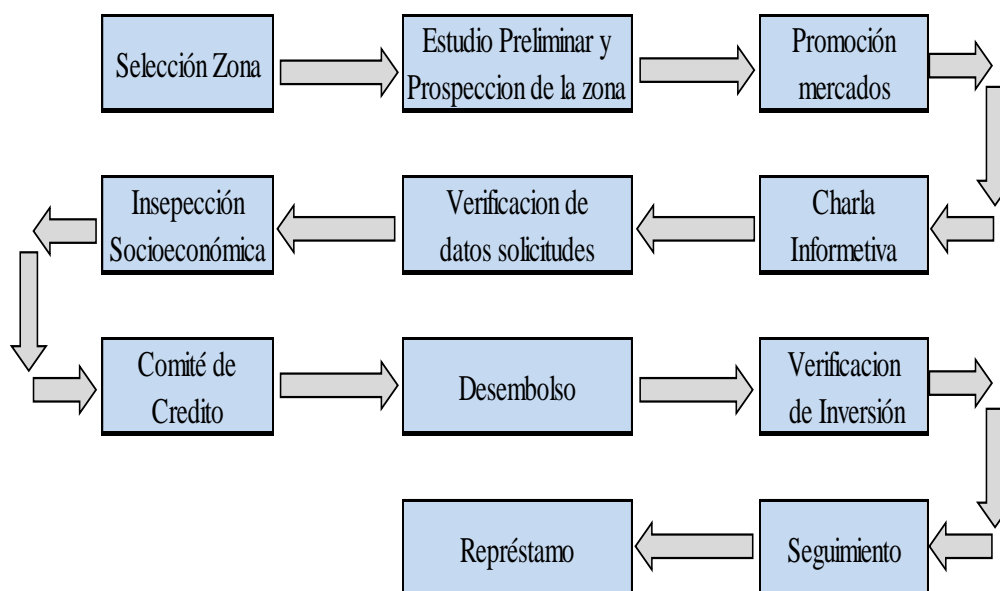 Selección Zona
Estudio Preliminar y
Prospeccion de la zona
Promoción
mercados
Charla
Informetiva
Verificacion de
datos solicitudes
Insepección
Socioeconómica
Comité de
Credito
Desembolso
Verificacion
de Inversión
Seguimiento
Représtamo